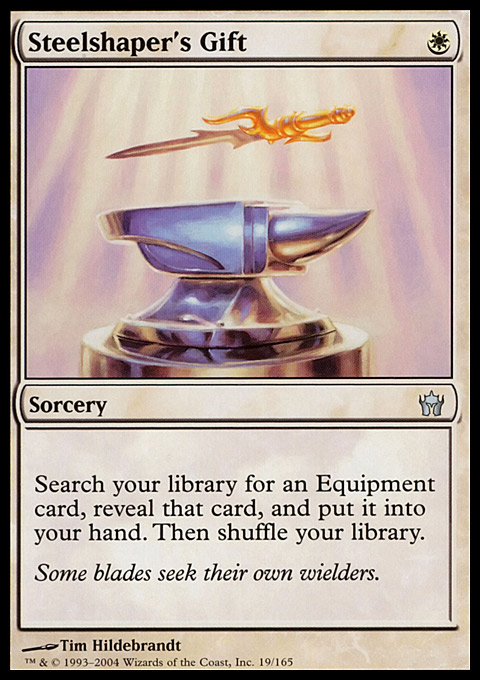 Steelshaper's Gift
Sorcery
Search your library for an Equipment
card, reveal that card, and put it into
your hand. Then shuffle your library.
Some blades seek their own wielders.
Tim Hildebrandt
™ & © 1993–2004 Wizards of the Coast, Inc. 19/165